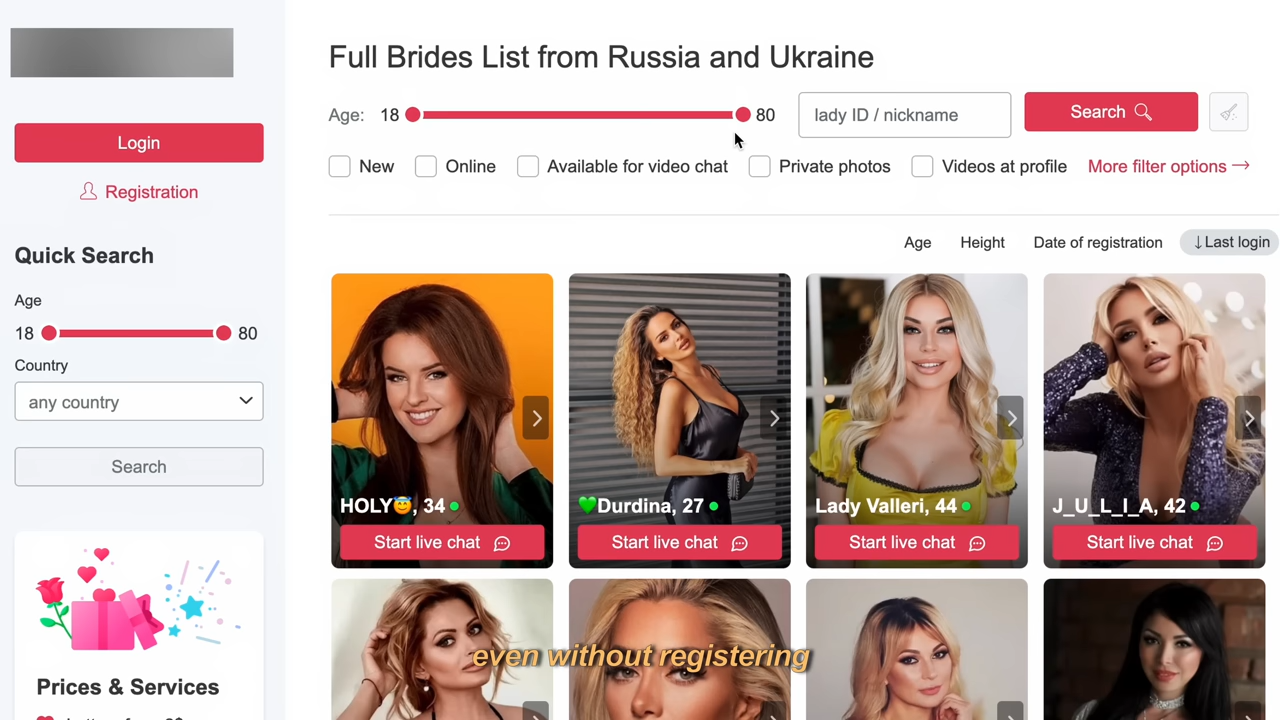 Full Brides List from Russia and Ukraine
Login
Registration
Age: 18 80 lady ID / nickname Search
New Online Available for video chat Private photos Videos at profile More filter options →
Quick Search
Age
18 80
Country
any country
Search
Age Height Date of registration ↓ Last login
HOLY😇, 34
💚Durdina, 27
Lady Valleri, 44
J_U_L_I_A, 42
Start live chat
Start live chat
Start live chat
Start live chat
even without registering
Prices & Services